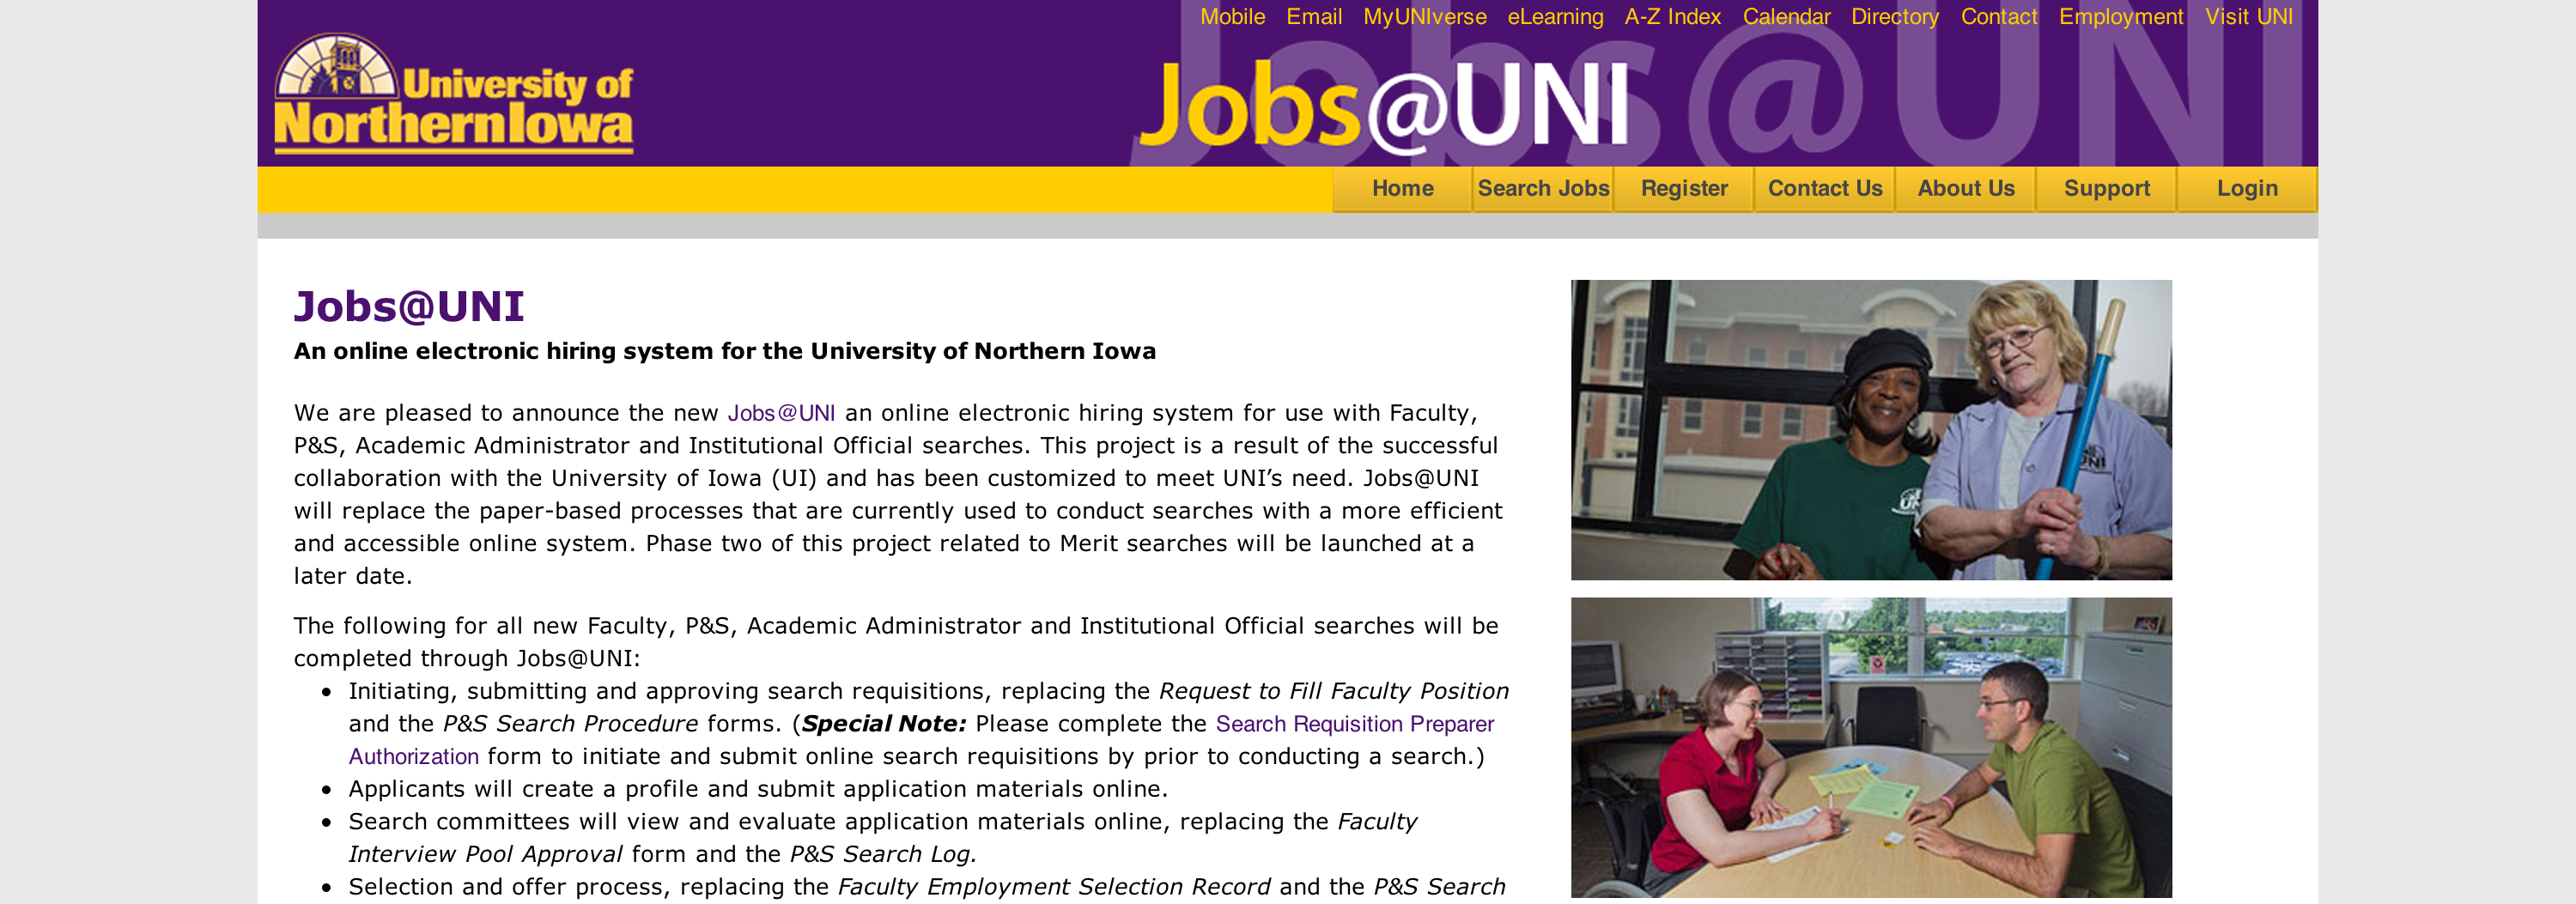 Mobile Email MyUNIverse eLearning A-Z Index Calendar Directory Contact Employment Visit UNI
University of
Northern Iowa
Jobs@UNI
Jobs@UNI
Home Search Jobs Register Contact Us About Us Support Login
Jobs@UNI
An online electronic hiring system for the University of Northern Iowa
We are pleased to announce the new Jobs@UNI an online electronic hiring system for use with Faculty,
P&S, Academic Administrator and Institutional Official searches. This project is a result of the successful
collaboration with the University of Iowa (UI) and has been customized to meet UNI’s need. Jobs@UNI
will replace the paper-based processes that are currently used to conduct searches with a more efficient
and accessible online system. Phase two of this project related to Merit searches will be launched at a
later date.
The following for all new Faculty, P&S, Academic Administrator and Institutional Official searches will be
completed through Jobs@UNI:
• Initiating, submitting and approving search requisitions, replacing the Request to Fill Faculty Position
and the P&S Search Procedure forms. (Special Note: Please complete the Search Requisition Preparer
Authorization form to initiate and submit online search requisitions by prior to conducting a search.)
• Applicants will create a profile and submit application materials online.
• Search committees will view and evaluate application materials online, replacing the Faculty
Interview Pool Approval form and the P&S Search Log.
• Selection and offer process, replacing the Faculty Employment Selection Record and the P&S Search